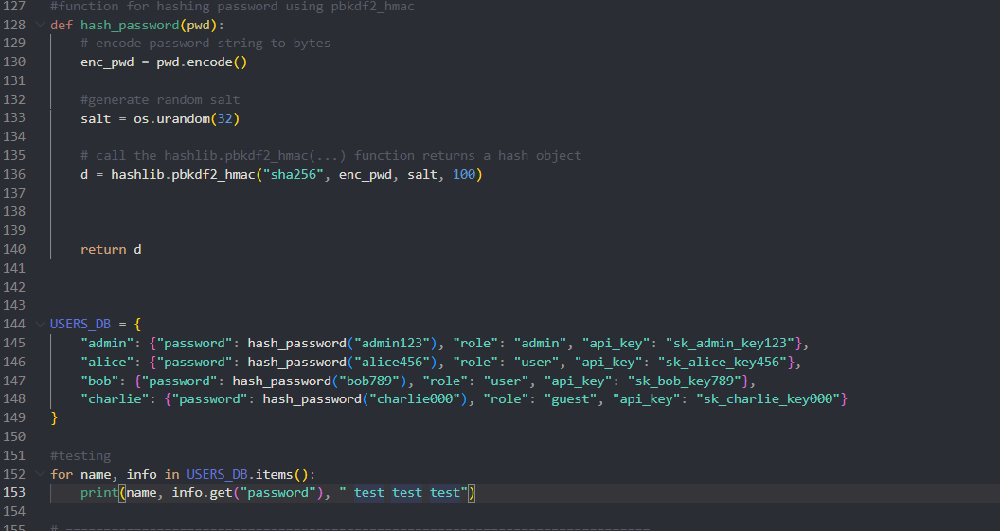 127 #function for hashing password using pbkdf2_hmac
128 def hash_password(pwd):
129 # encode password string to bytes
130 enc_pwd = pwd.encode()
131
132 #generate random salt
133 salt = os.urandom(32)
134
135 # call the hashlib.pbkdf2_hmac(...) function returns a hash object
136 d = hashlib.pbkdf2_hmac("sha256", enc_pwd, salt, 100)
137
138
139
140 return d
141
142
143
144 USERS_DB = {
145 "admin": {"password": hash_password("admin123"), "role": "admin", "api_key": "sk_admin_key123"},
146 "alice": {"password": hash_password("alice456"), "role": "user", "api_key": "sk_alice_key456"},
147 "bob": {"password": hash_password("bob789"), "role": "user", "api_key": "sk_bob_key789"},
148 "charlie": {"password": hash_password("charlie000"), "role": "guest", "api_key": "sk_charlie_key000"}
149 }
150
151 #testing
152 for name, info in USERS_DB.items():
153 print(name, info.get("password"), " test test test")
154
155 # -----------------------------------------------------------------------------